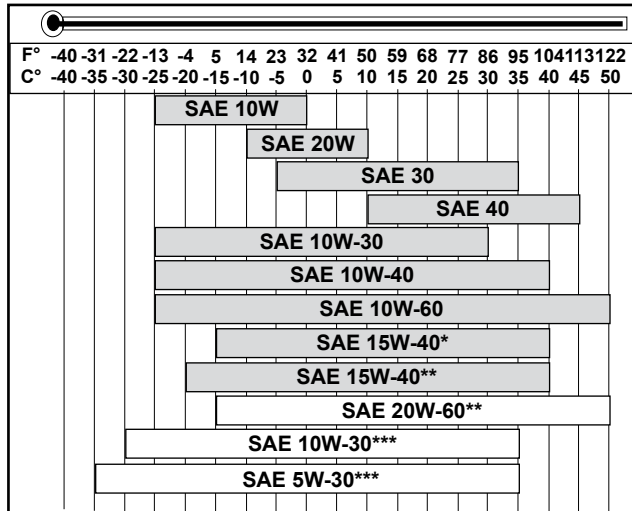 F° -40 -31 -22 -13 -4 5 14 23 32 41 50 59 68 77 86 95 104 113 122
C° -40 -35 -30 -25 -20 -15 -10 -5 0 5 10 15 20 25 30 35 40 45 50
SAE 10W
SAE 20W
SAE 30
SAE 40
SAE 10W-30
SAE 10W-40
SAE 10W-60
SAE 15W-40*
SAE 15W-40**
SAE 20W-60**
SAE 10W-30***
SAE 5W-30***